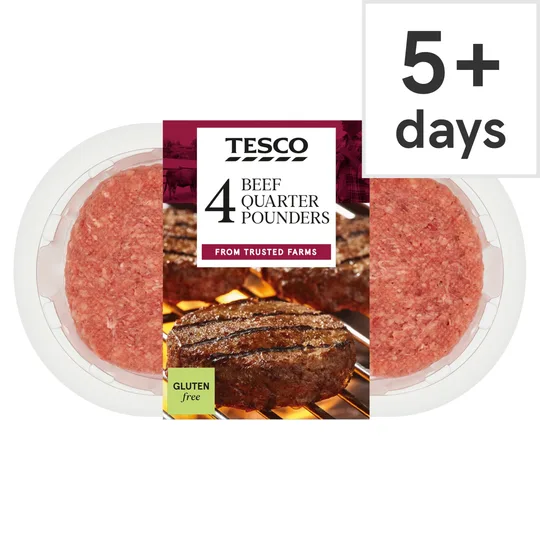 5+
days
TESCO
4 BEEF
QUARTER
POUNDERS
FROM TRUSTED FARMS
GLUTEN
free